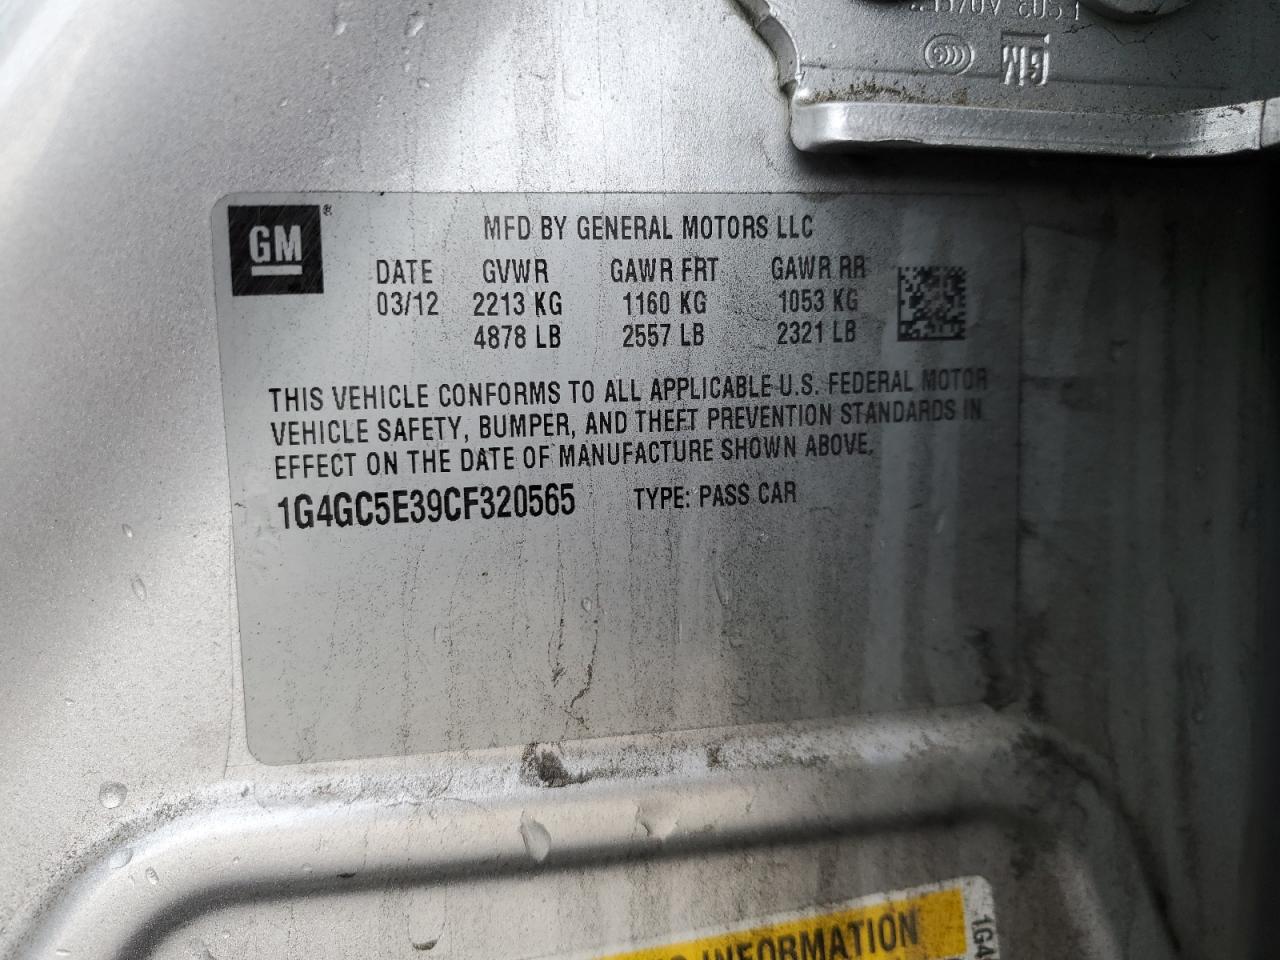 GM
GM®
MFD BY GENERAL MOTORS LLC
DATE GVWR GAWR FRT GAWR RR
03/12 2213 KG 1160 KG 1053 KG
4878 LB 2557 LB 2321 LB
THIS VEHICLE CONFORMS TO ALL APPLICABLE U.S. FEDERAL MOTOR
VEHICLE SAFETY, BUMPER, AND THEFT PREVENTION STANDARDS IN
EFFECT ON THE DATE OF MANUFACTURE SHOWN ABOVE.
1G4GC5E39CF320565 TYPE: PASS CAR
INFORMATION
1G4